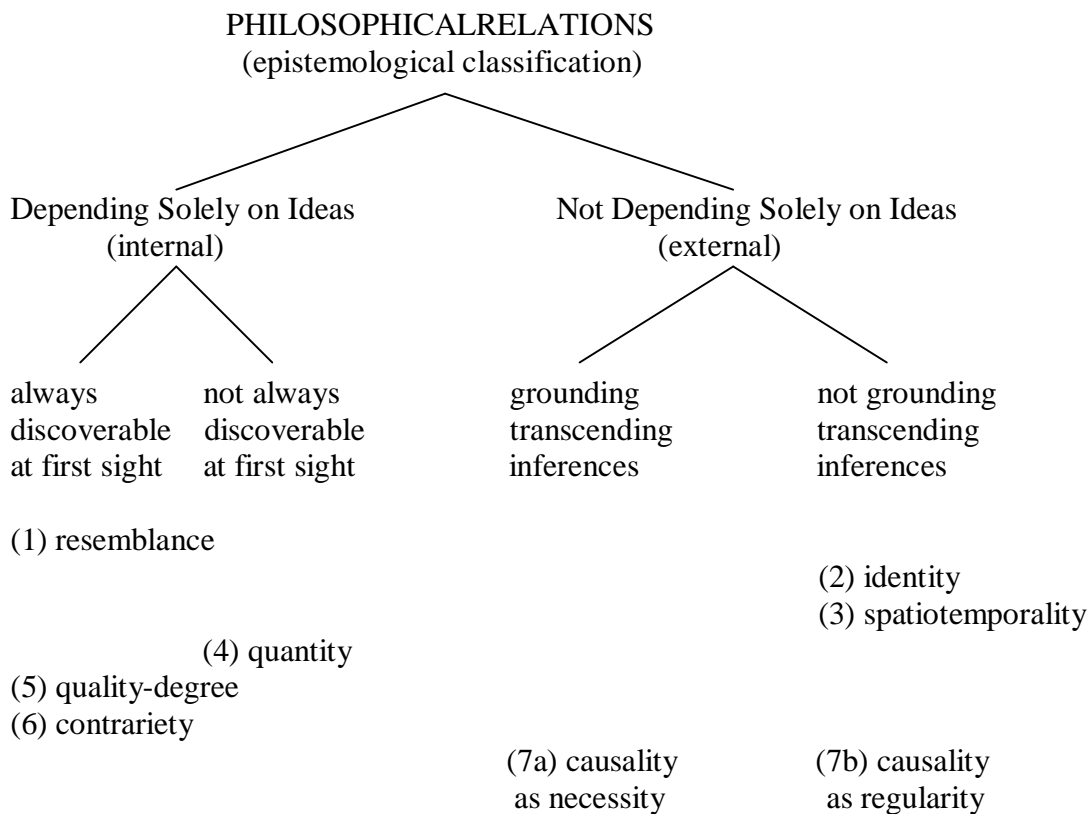 PHILOSOPHICALRELATIONS
(epistemological classification)
Depending Solely on Ideas Not Depending Solely on Ideas
(internal) (external)
always not always grounding not grounding
discoverable discoverable transcending transcending
at first sight at first sight inferences inferences
(1) resemblance
(2) identity
(3) spatiotemporality
(4) quantity
(5) quality-degree
(6) contrariety
(7a) causality (7b) causality
as necessity as regularity